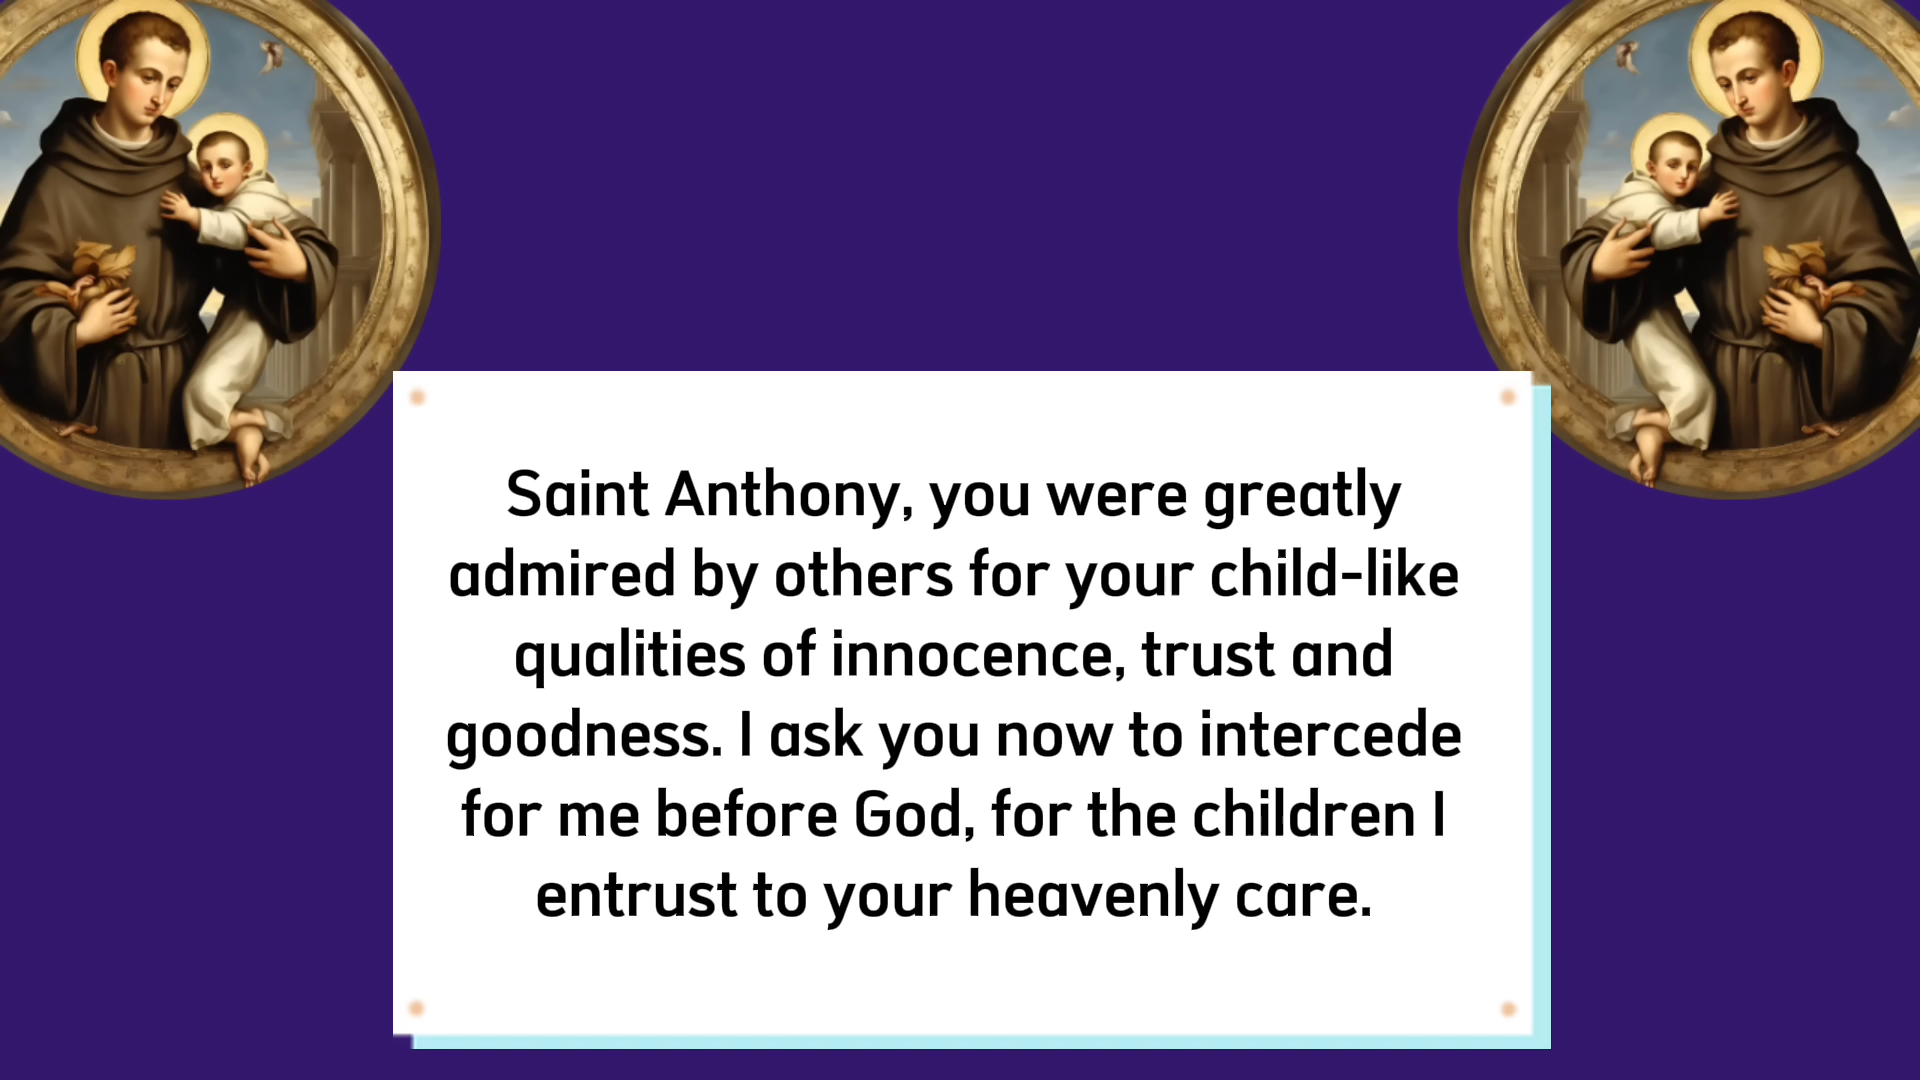 Saint Anthony, you were greatly
admired by others for your child-like
qualities of innocence, trust and
goodness. I ask you now to intercede
for me before God, for the children I
entrust to your heavenly care.